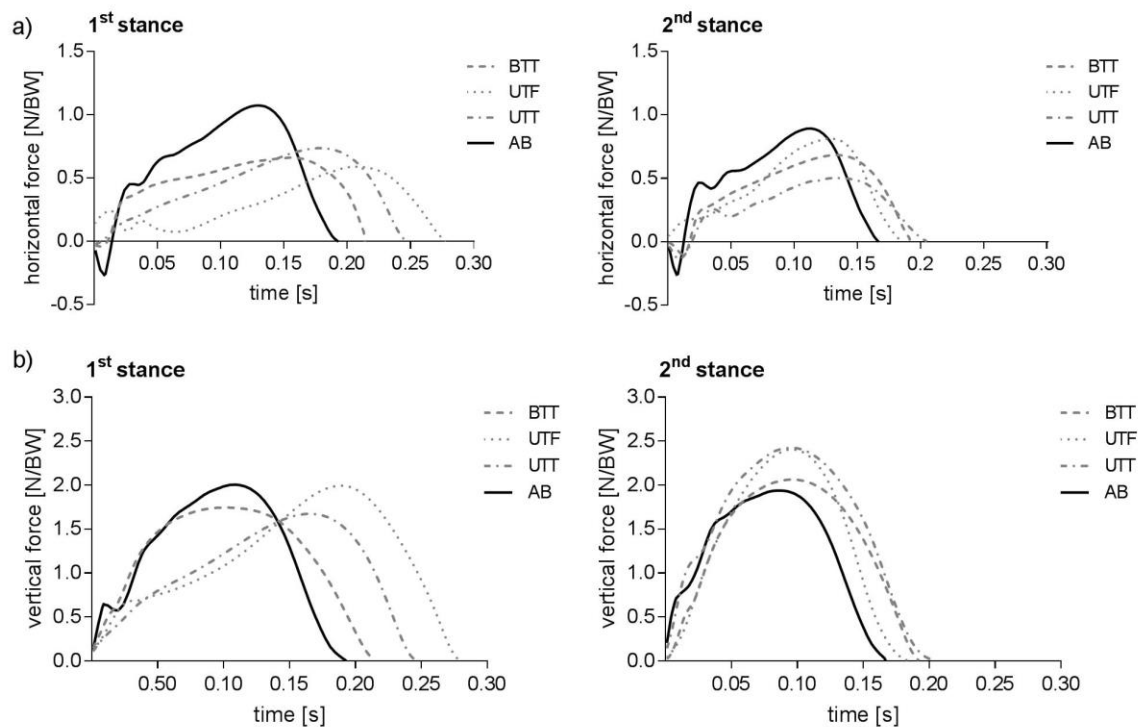 a)
1st stance
horizontal force [N/BW]
1.5
1.0
0.5
0.0
-0.5
0.05
0.10
0.15
0.20
0.25
0.30
time [s]
BTT
UTF
UTT
AB
2nd stance
horizontal force [N/BW]
1.5
1.0
0.5
0.0
-0.5
0.05
0.10
0.15
0.20
0.25
0.30
time [s]
BTT
UTF
UTT
AB
b)
1st stance
vertical force [N/BW]
3.0
2.5
2.0
1.5
1.0
0.5
0.0
0.50
0.10
0.15
0.20
0.25
0.30
time [s]
BTT
UTF
UTT
AB
2nd stance
vertical force [N/BW]
3.0
2.5
2.0
1.5
1.0
0.5
0.0
0.05
0.10
0.15
0.20
0.25
0.30
time [s]
BTT
UTF
UTT
AB